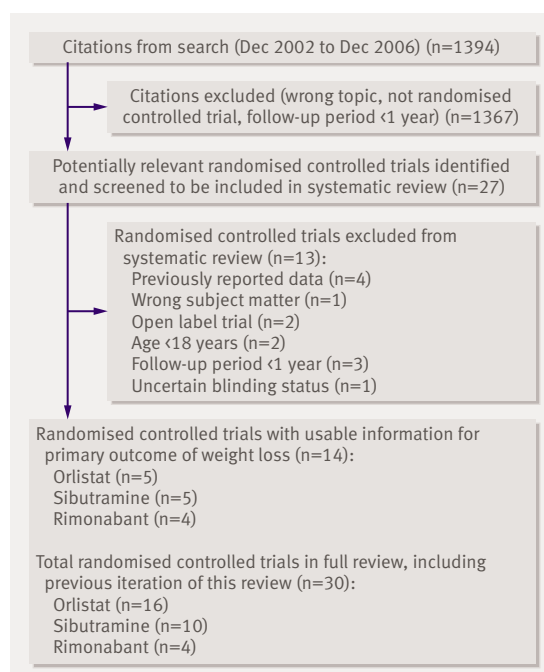 Citations from search (Dec 2002 to Dec 2006) (n=1394)
Citations excluded (wrong topic, not randomised
controlled trial, follow-up period <1 year) (n=1367)
Potentially relevant randomised controlled trials identified
and screened to be included in systematic review (n=27)
Randomised controlled trials excluded from
systematic review (n=13):
Previously reported data (n=4)
Wrong subject matter (n=1)
Open label trial (n=2)
Age <18 years (n=2)
Follow-up period <1 year (n=3)
Uncertain blinding status (n=1)
Randomised controlled trials with usable information for
primary outcome of weight loss (n=14):
Orlistat (n=5)
Sibutramine (n=5)
Rimonabant (n=4)
Total randomised controlled trials in full review, including
previous iteration of this review (n=30):
Orlistat (n=16)
Sibutramine (n=10)
Rimonabant (n=4)